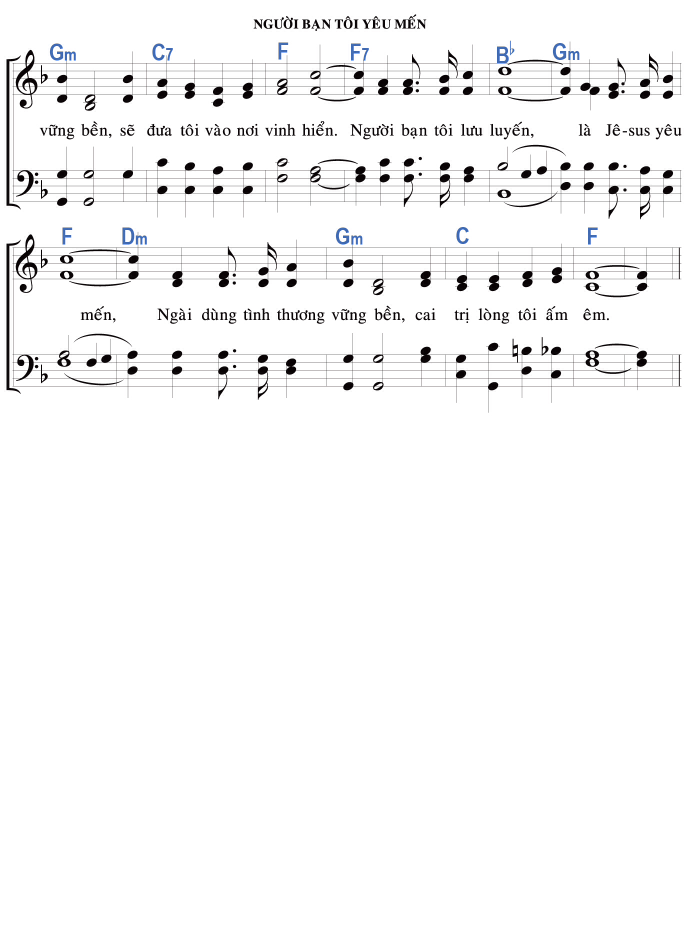 NGƯỜI BẠN TÔI YÊU MẾN
Gm C7 F F7 B♭ Gm
vững bền, sẽ đưa tôi vào nơi vinh hiển. Người bạn tôi lưu luyến, là Jê-sus yêu
F Dm Gm C F
mến, Ngài dùng tình thương vững bền, cai trị lòng tôi ấm êm.